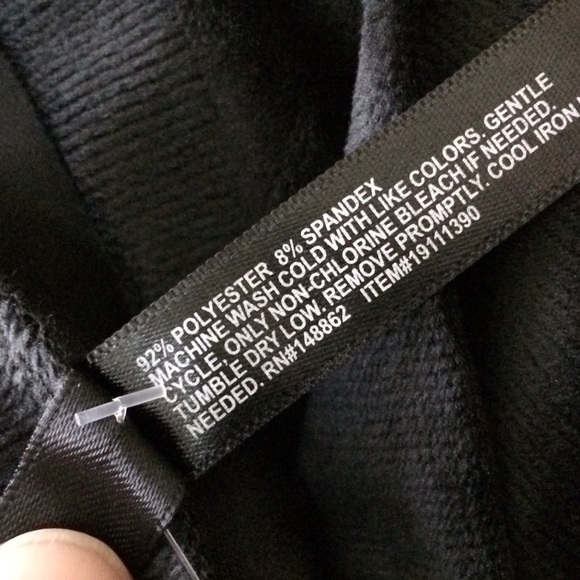 92% POLYESTER 8% SPANDEX
MACHINE WASH COLD WITH LIKE COLORS. GENTLE
CYCLE. ONLY NON-CHLORINE BLEACH IF NEEDED.
TUMBLE DRY LOW. REMOVE PROMPTLY. COOL IRON
NEEDED. RN#148862 ITEM#19111390